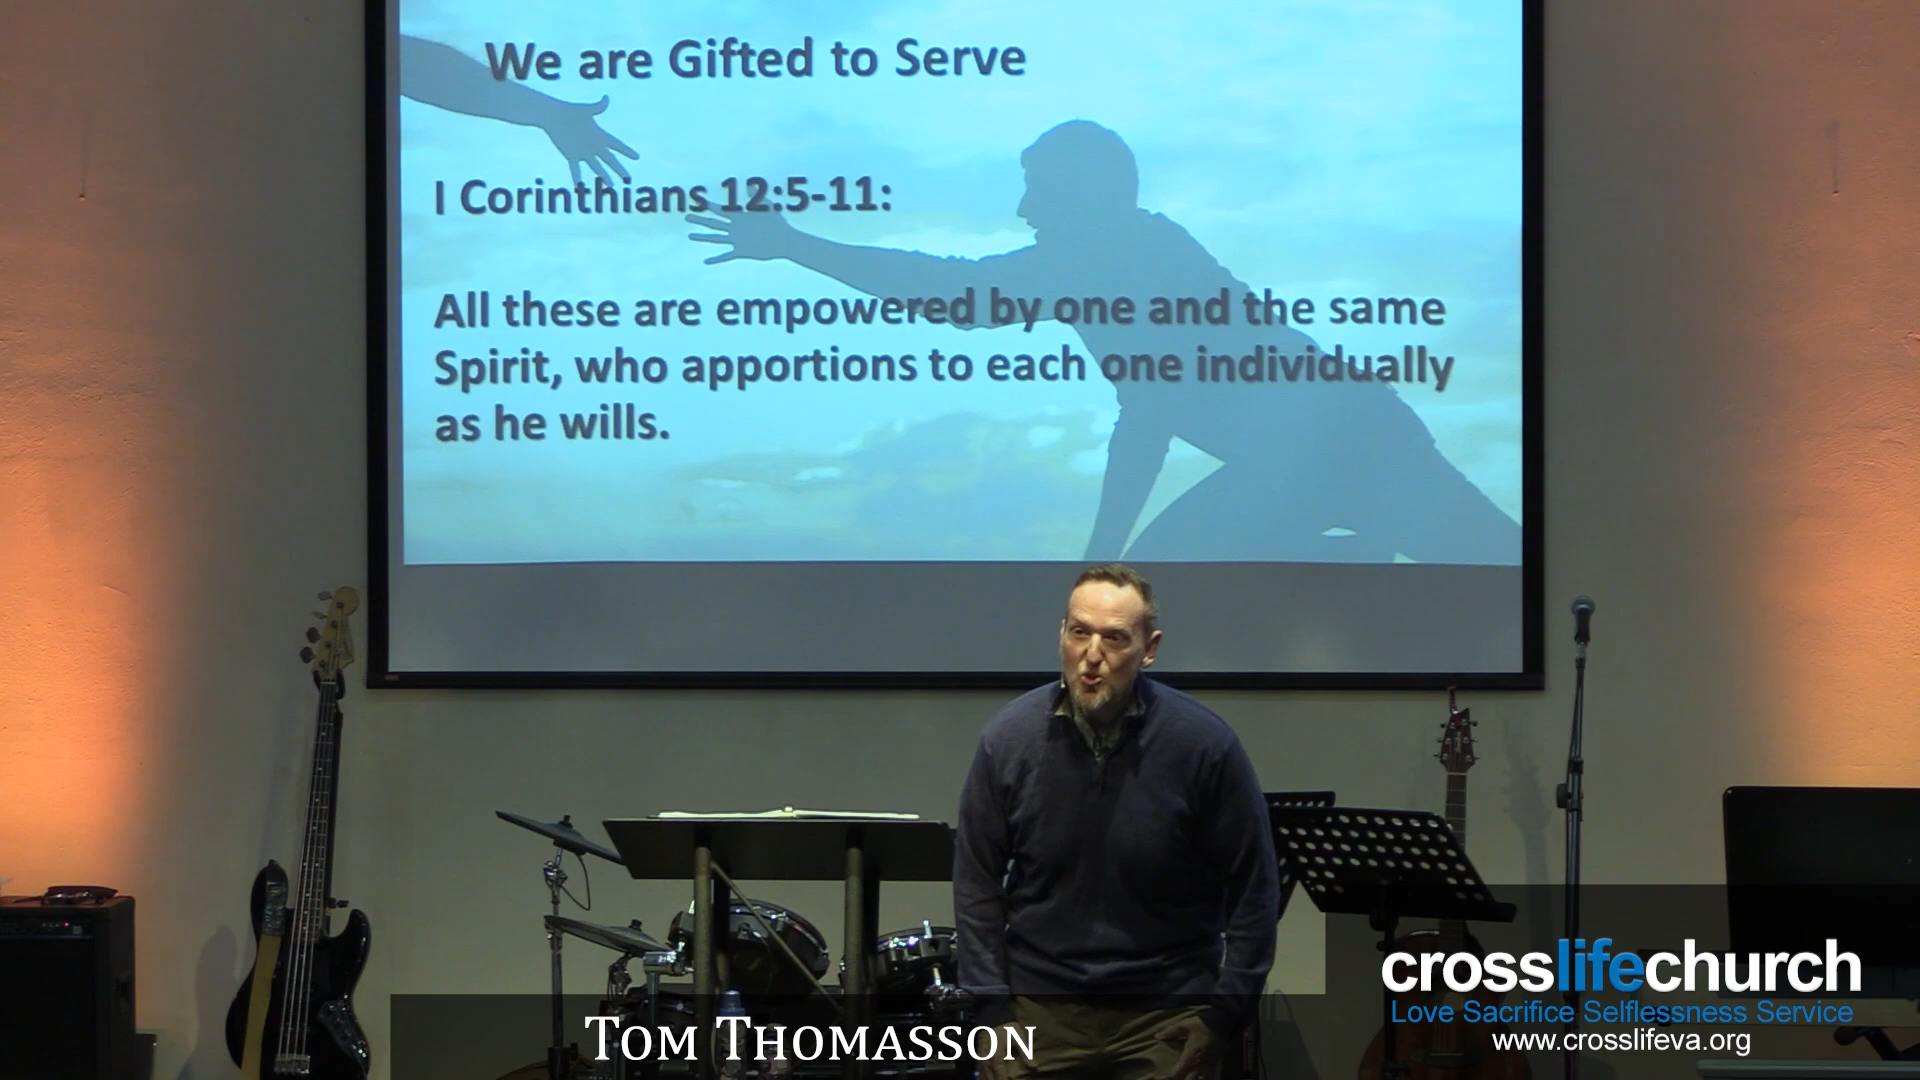 We are Gifted to Serve
I Corinthians 12:5-11:
All these are empowered by one and the same
Spirit, who apportions to each one individually
as he wills.
TOM THOMASSON
crosslifechurch
Love Sacrifice Selflessness Service
www.crosslifeva.org